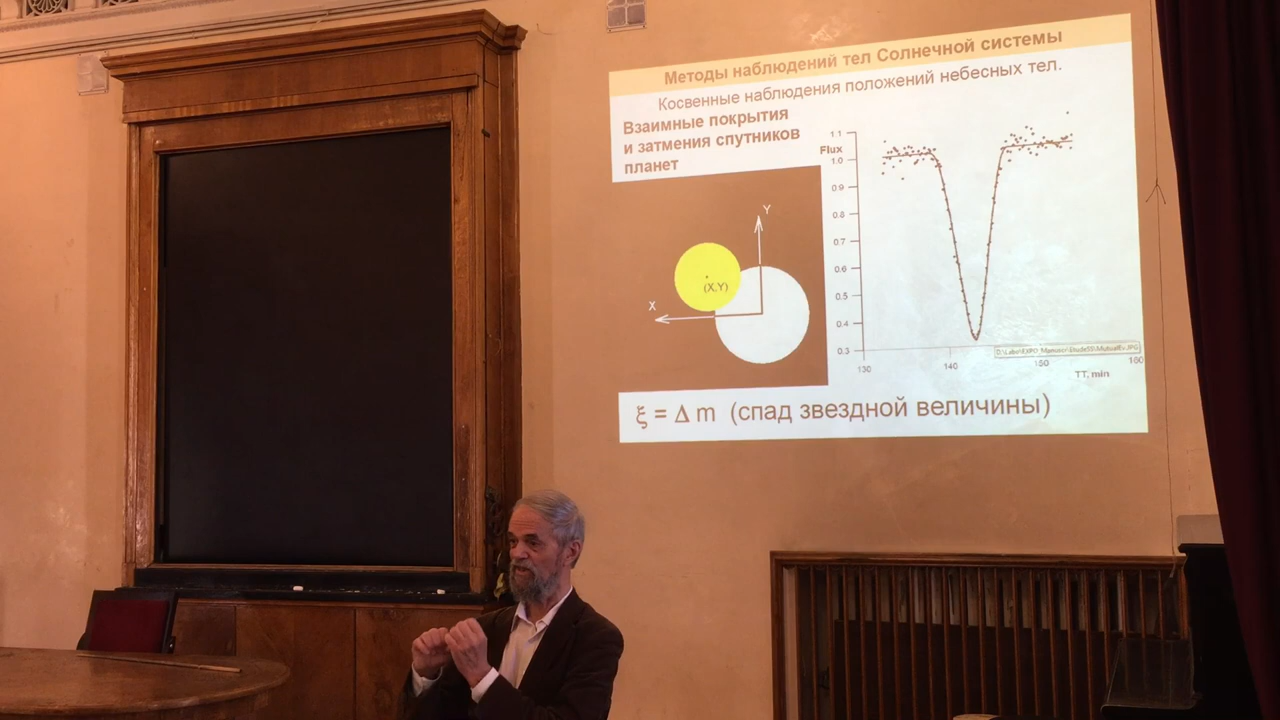 Методы наблюдений тел Солнечной системы
Косвенные наблюдения положений небесных тел.
Взаимные покрытия
и затмения спутников
планет
Flux
1.1
1.0
0.9
0.8
0.7
0.6
0.5
0.4
0.3
130
140
150
160
TT, min
Y
X
(X,Y)
ξ = Δ m (спад звездной величины)